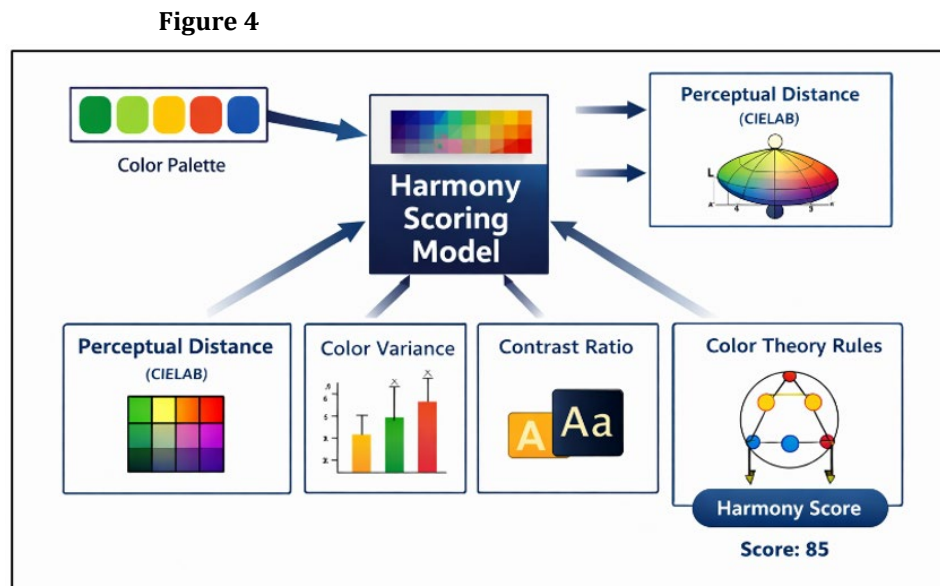 Figure 4
Color Palette
Harmony
Scoring
Model
Perceptual Distance
(CIELAB)
L
Perceptual Distance
(CIELAB)
Color Variance
Contrast Ratio
A
Aa
Color Theory Rules
Harmony Score
Score: 85